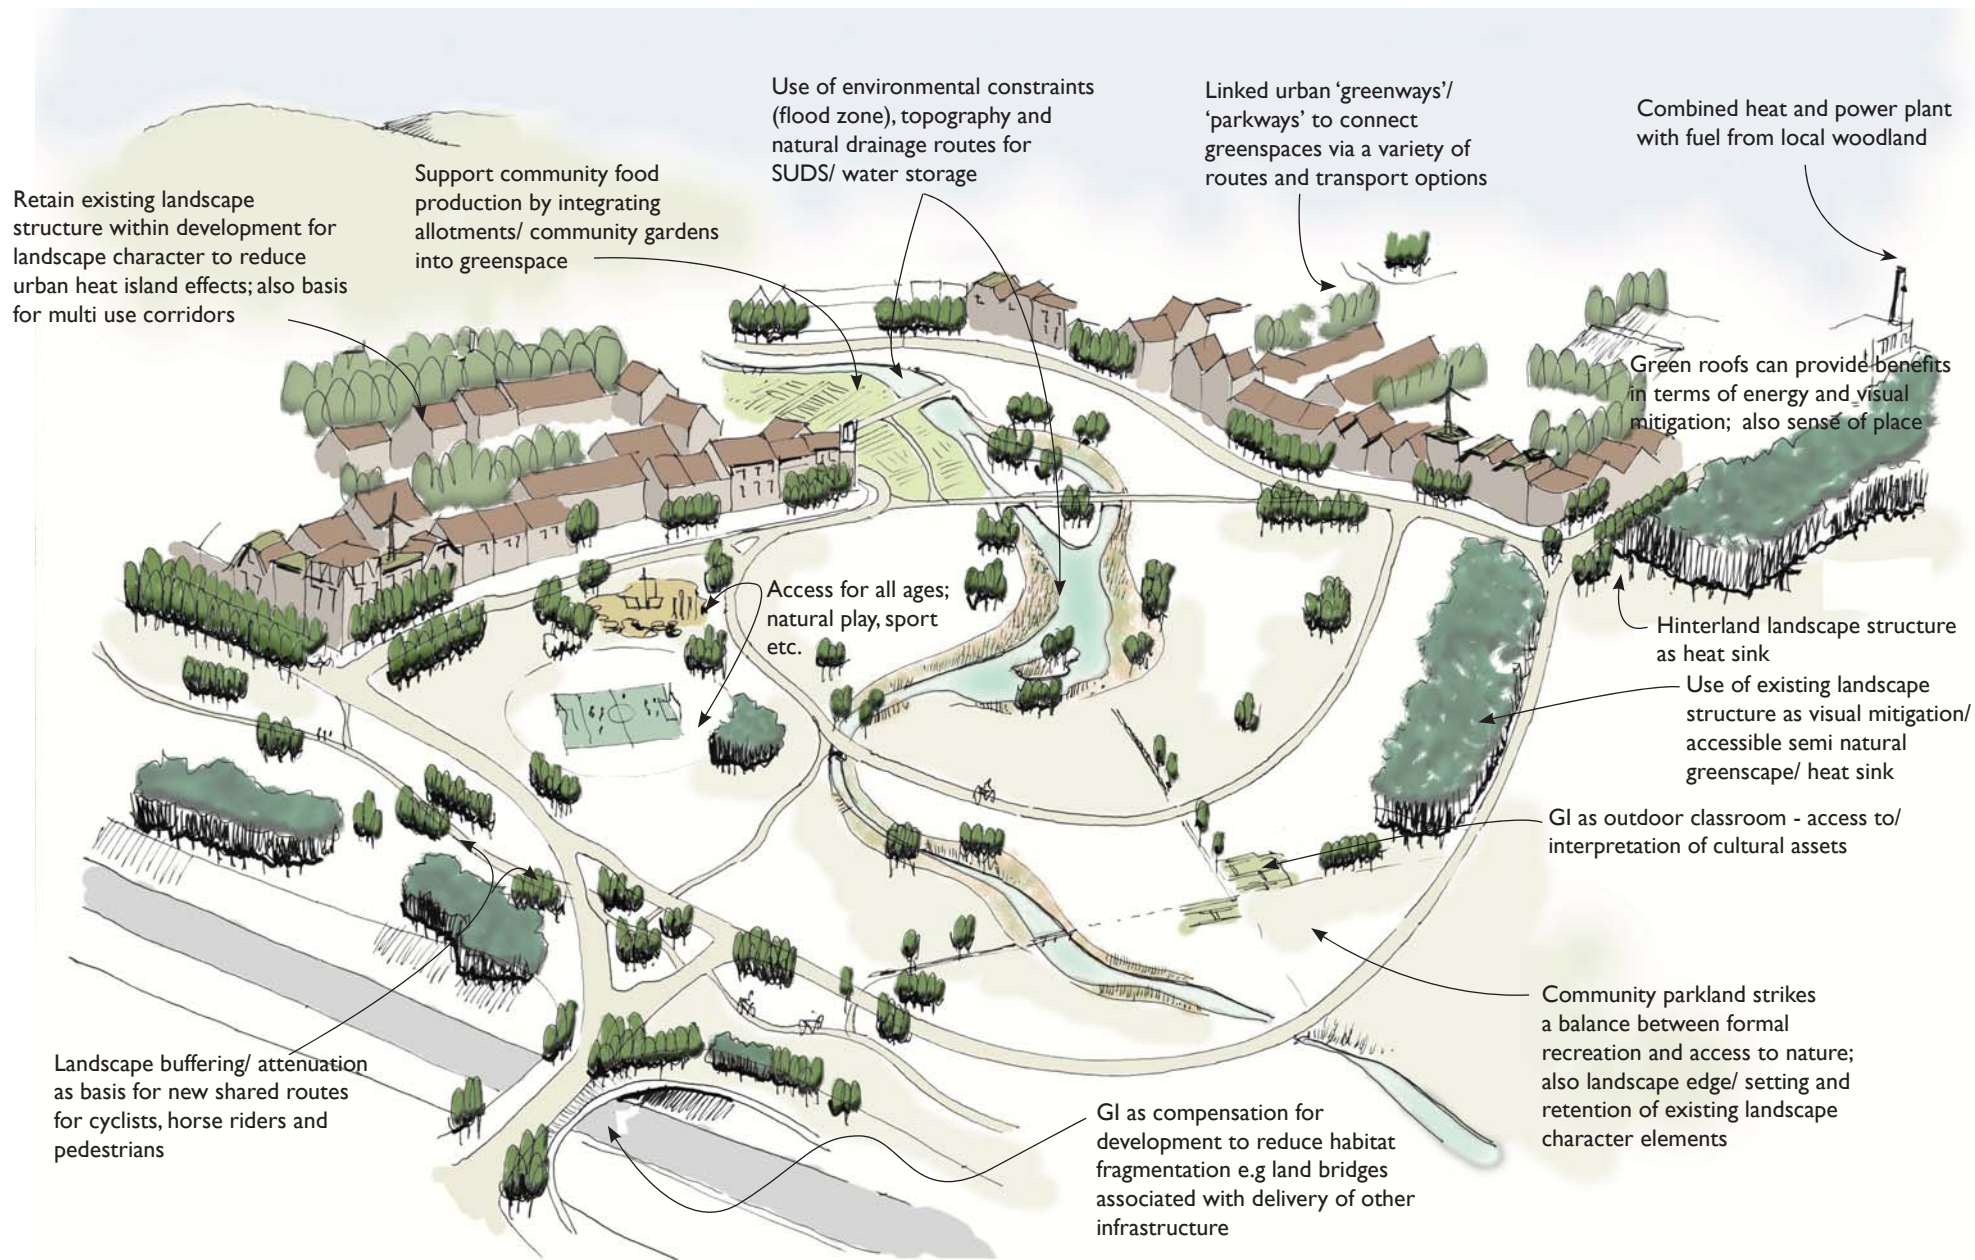 Use of environmental constraints
(flood zone), topography and
natural drainage routes for
SUDS/ water storage
Linked urban ‘greenways’/
‘parkways’ to connect
greenspaces via a variety of
routes and transport options
Combined heat and power plant
with fuel from local woodland
Support community food
production by integrating
allotments/ community gardens
into greenspace
Retain existing landscape
structure within development for
landscape character to reduce
urban heat island effects; also basis
for multi use corridors
Green roofs can provide benefits
in terms of energy and visual
mitigation; also sense of place
Access for all ages;
natural play, sport
etc.
Hinterland landscape structure
as heat sink
Use of existing landscape
structure as visual mitigation/
accessible semi natural
greenscape/ heat sink
GI as outdoor classroom - access to/
interpretation of cultural assets
Community parkland strikes
a balance between formal
recreation and access to nature;
also landscape edge/ setting and
retention of existing landscape
character elements
Landscape buffering/ attenuation
as basis for new shared routes
for cyclists, horse riders and
pedestrians
GI as compensation for
development to reduce habitat
fragmentation e.g land bridges
associated with delivery of other
infrastructure